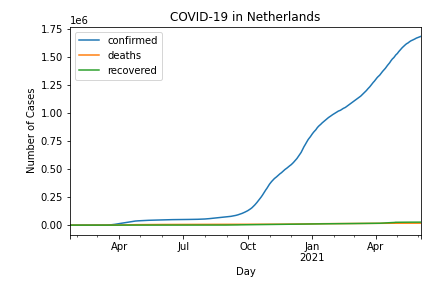 COVID-19 in Netherlands
1e6
1.75
1.50
1.25
1.00
0.75
0.50
0.25
0.00
Number of Cases
confirmed
deaths
recovered
Apr
Jul
Oct
Jan
2021
Apr
Day